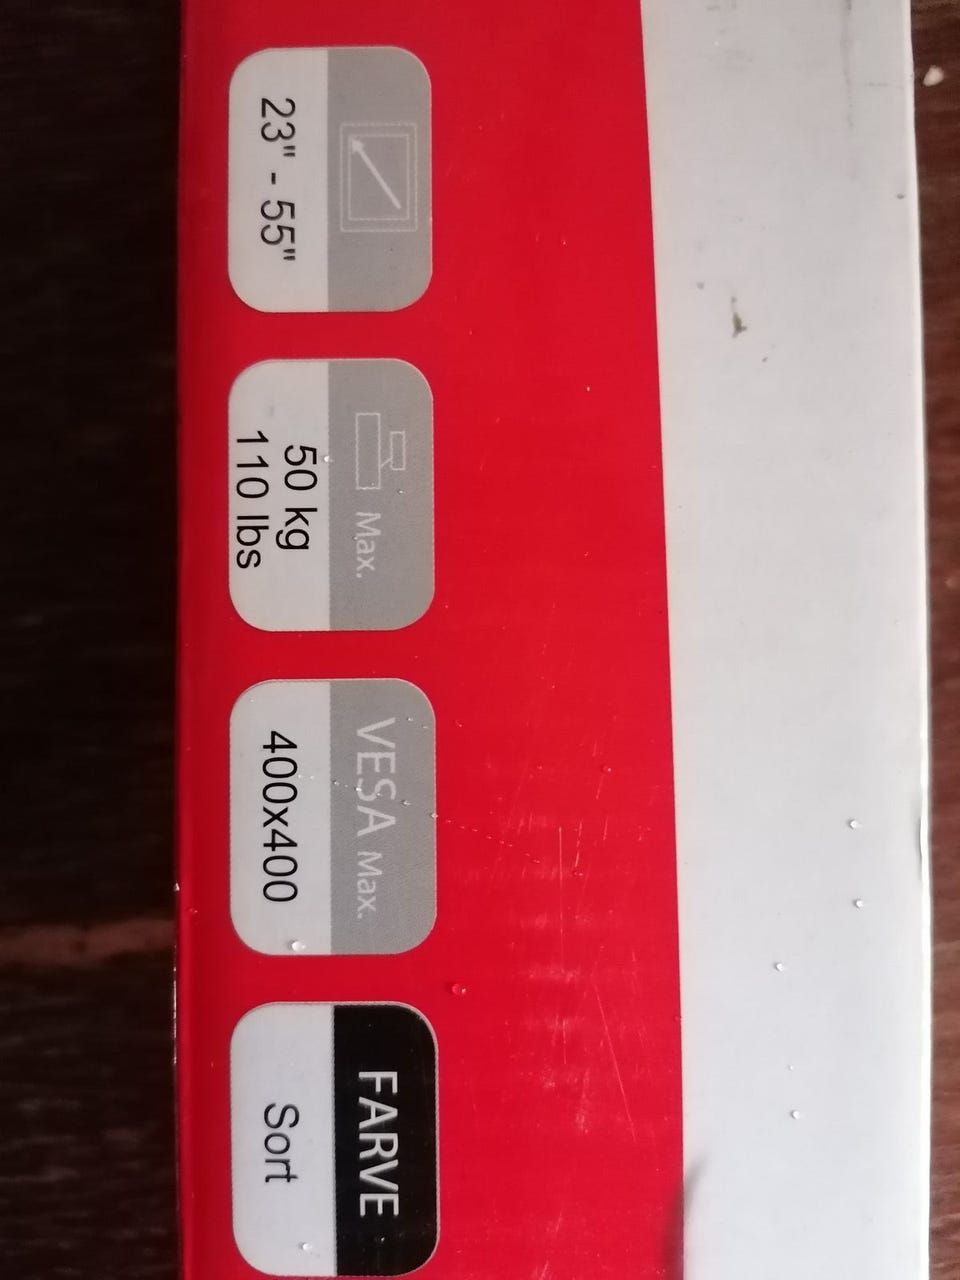 23" - 55"
Max.
50 kg
110 lbs
VESA Max.
400x400
FARVE
Sort